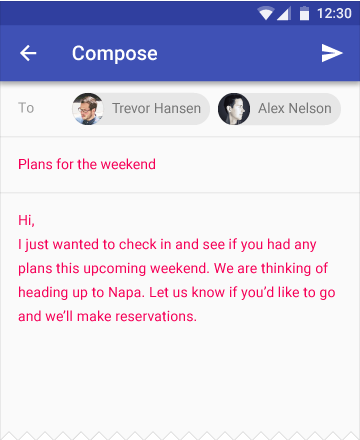 12:30
Compose
To Trevor Hansen Alex Nelson
Plans for the weekend
Hi,
I just wanted to check in and see if you had any
plans this upcoming weekend. We are thinking of
heading up to Napa. Let us know if you’d like to go
and we’ll make reservations.